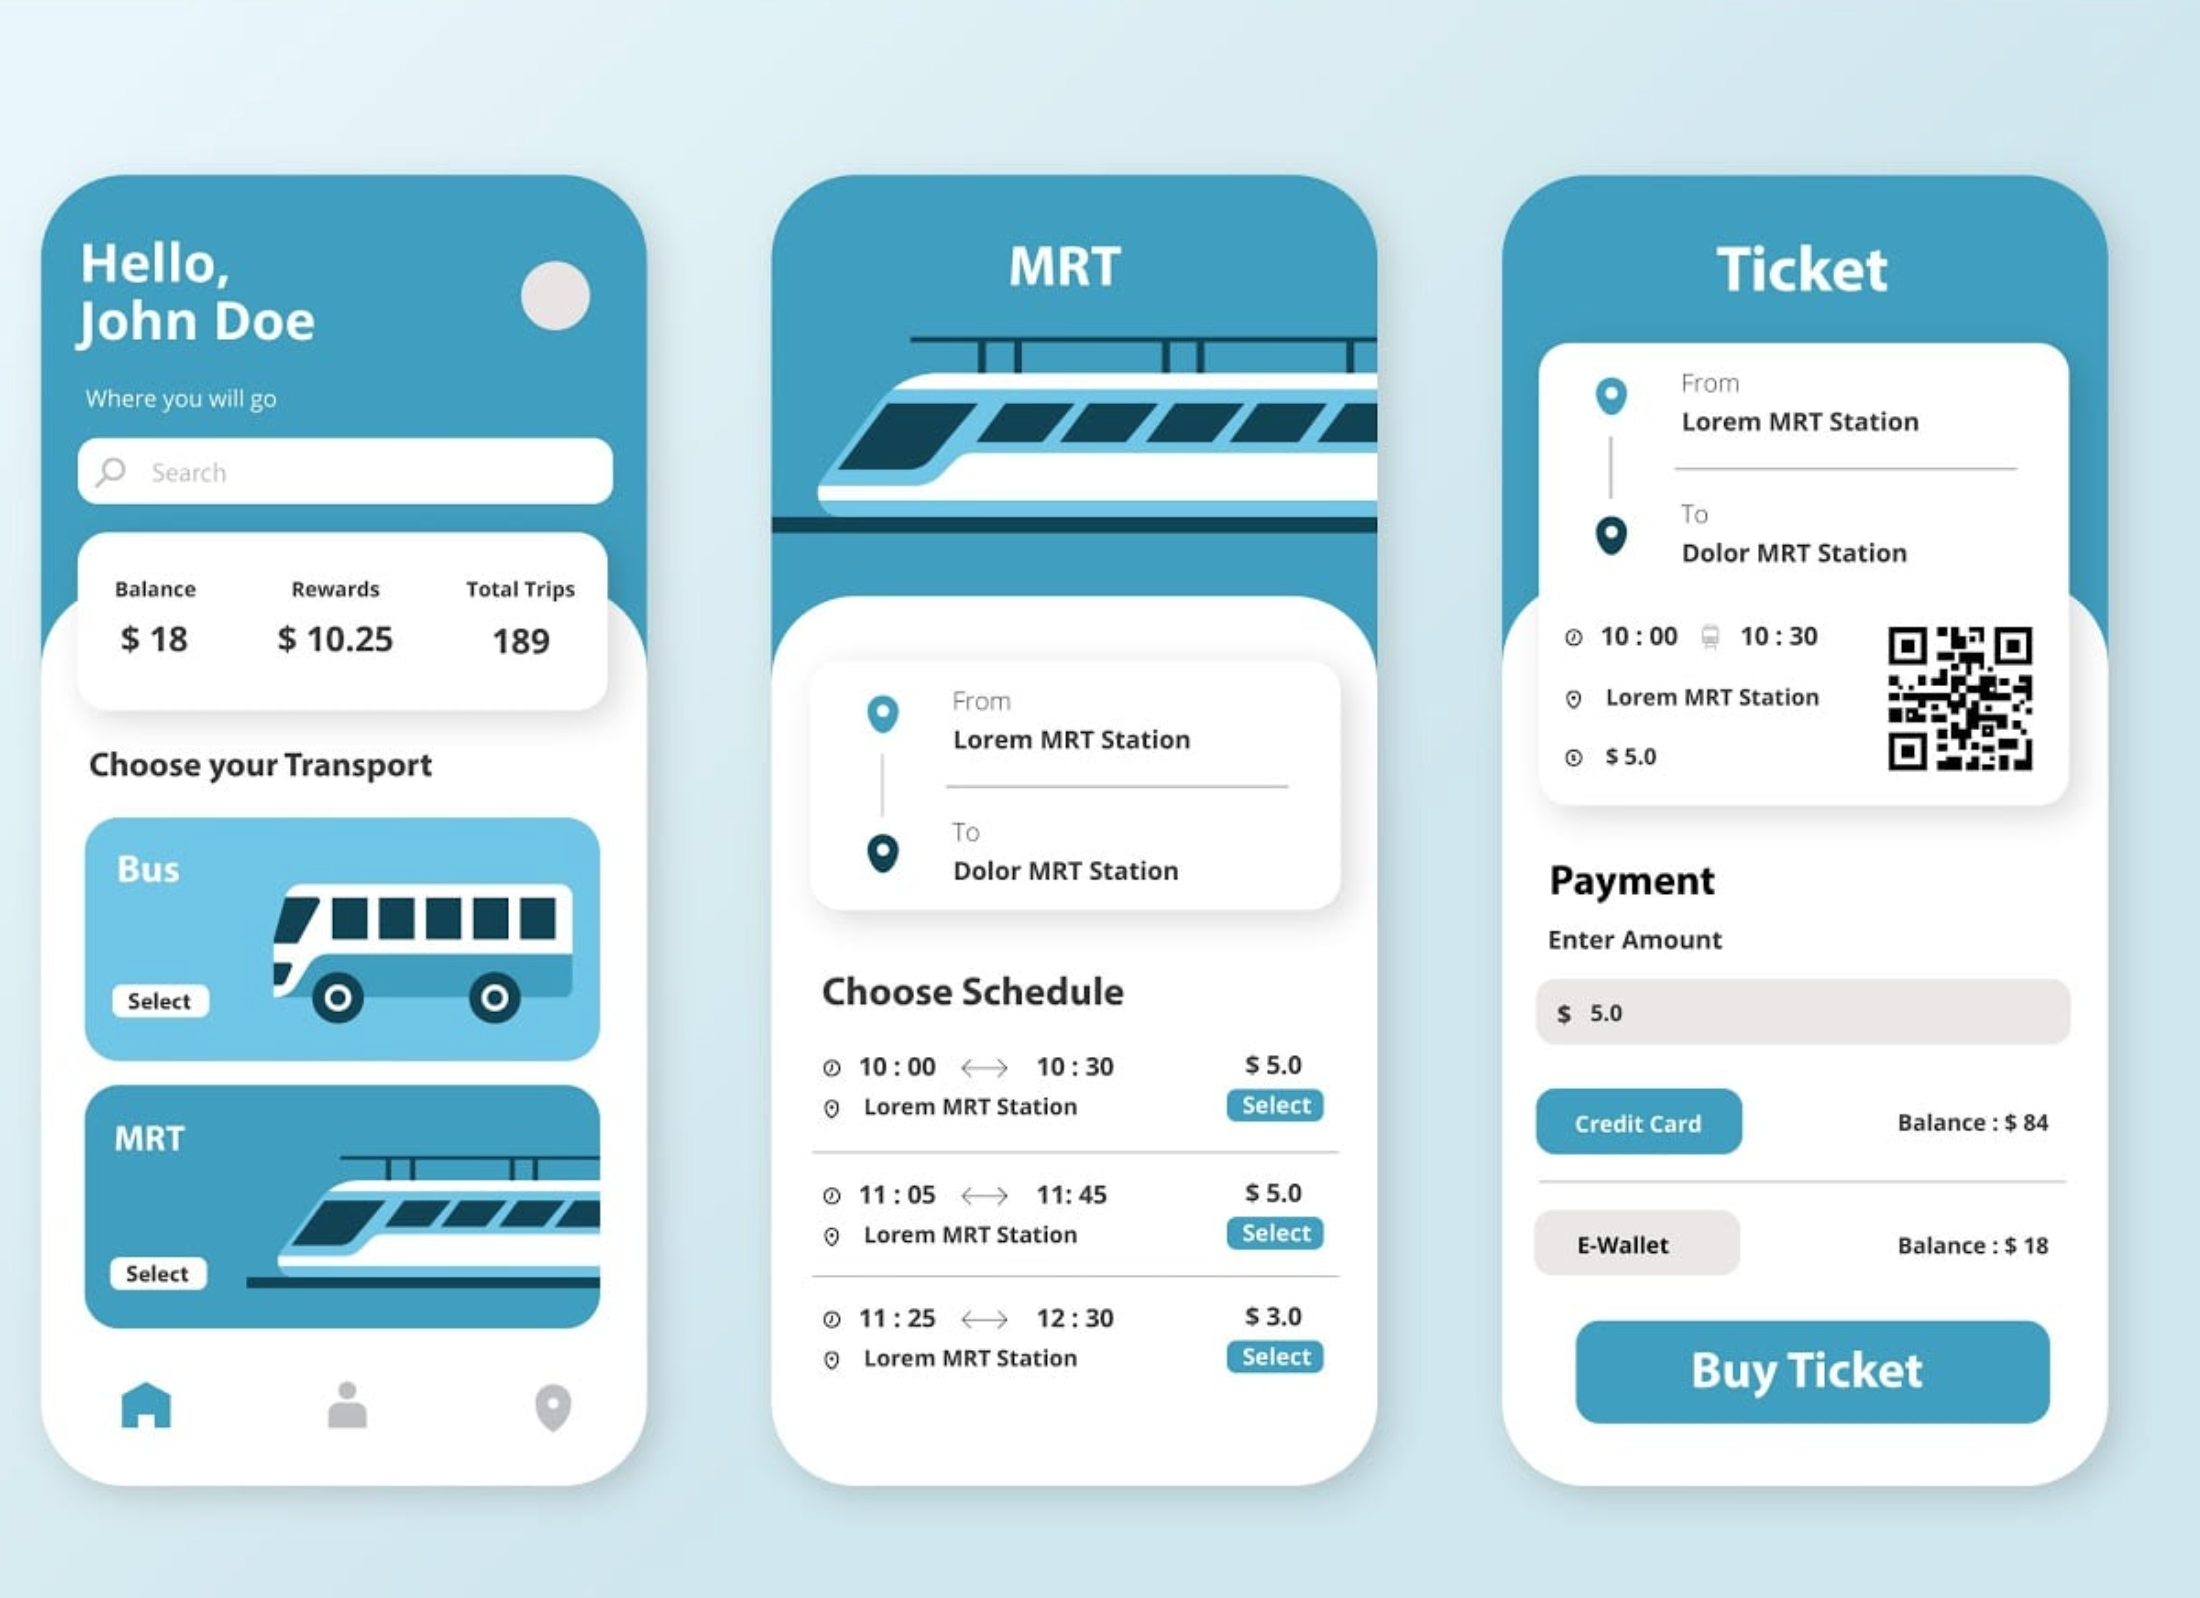 Hello,
John Doe
Where you will go
Search
Balance Rewards Total Trips
$ 18 $ 10.25 189
Choose your Transport
Bus
Select
MRT
Select
MRT
From
Lorem MRT Station
To
Dolor MRT Station
Choose Schedule
10 : 00 10 : 30 $ 5.0
Lorem MRT Station Select
11 : 05 11: 45 $ 5.0
Lorem MRT Station Select
11 : 25 12 : 30 $ 3.0
Lorem MRT Station Select
Ticket
From
Lorem MRT Station
To
Dolor MRT Station
10 : 00 10 : 30
Lorem MRT Station
$ 5.0
Payment
Enter Amount
$ 5.0
Credit Card Balance : $ 84
E-Wallet Balance : $ 18
Buy Ticket